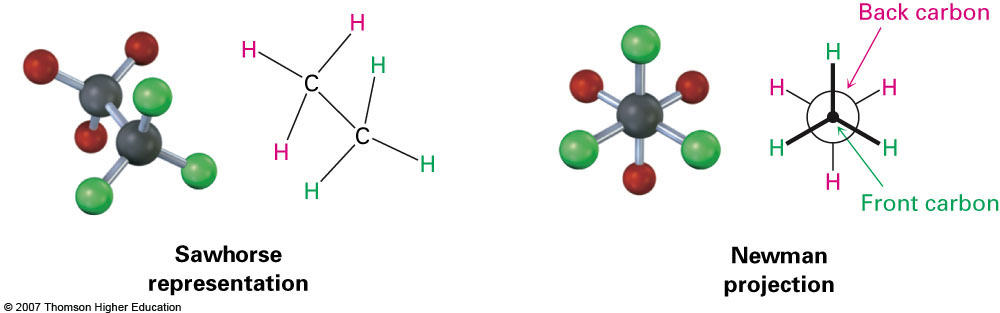 Back carbon
H
H
H
H
H
C
H
C
H
H
H
H
H
H
H
Front carbon
Sawhorse
representation
Newman
projection
© 2007 Thomson Higher Education